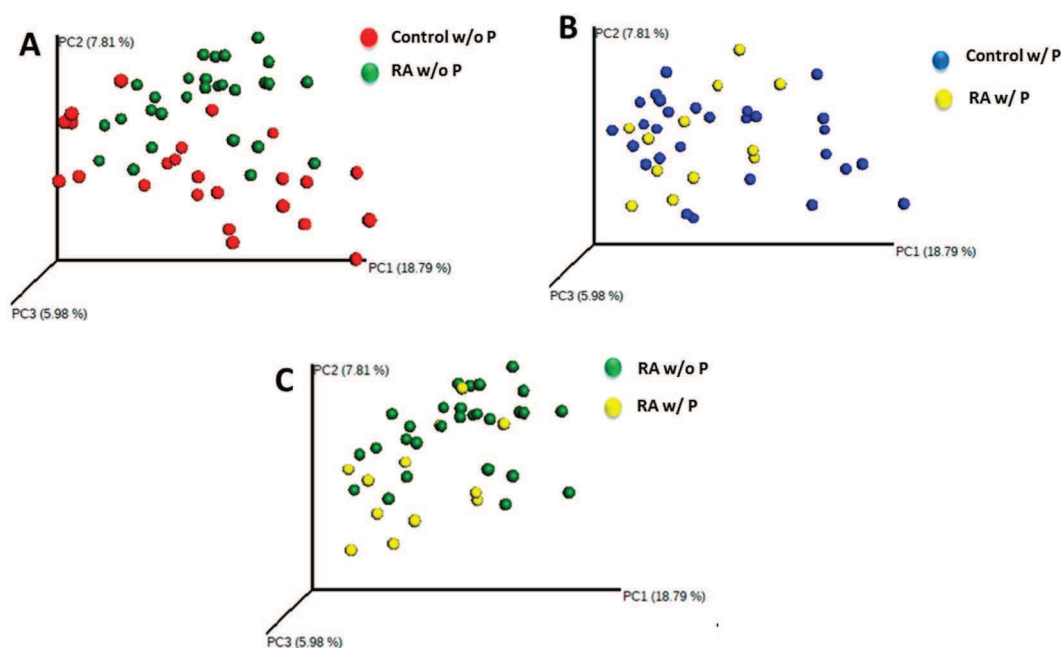 A
PC2 (7.81 %)
Control w/o P
RA w/o P
PC1 (18.79 %)
PC3 (5.98 %)
B
PC2 (7.81 %)
Control w/ P
RA w/ P
PC1 (18.79 %)
PC3 (5.98 %)
C
PC2 (7.81 %)
RA w/o P
RA w/ P
PC1 (18.79 %)
PC3 (5.98 %)